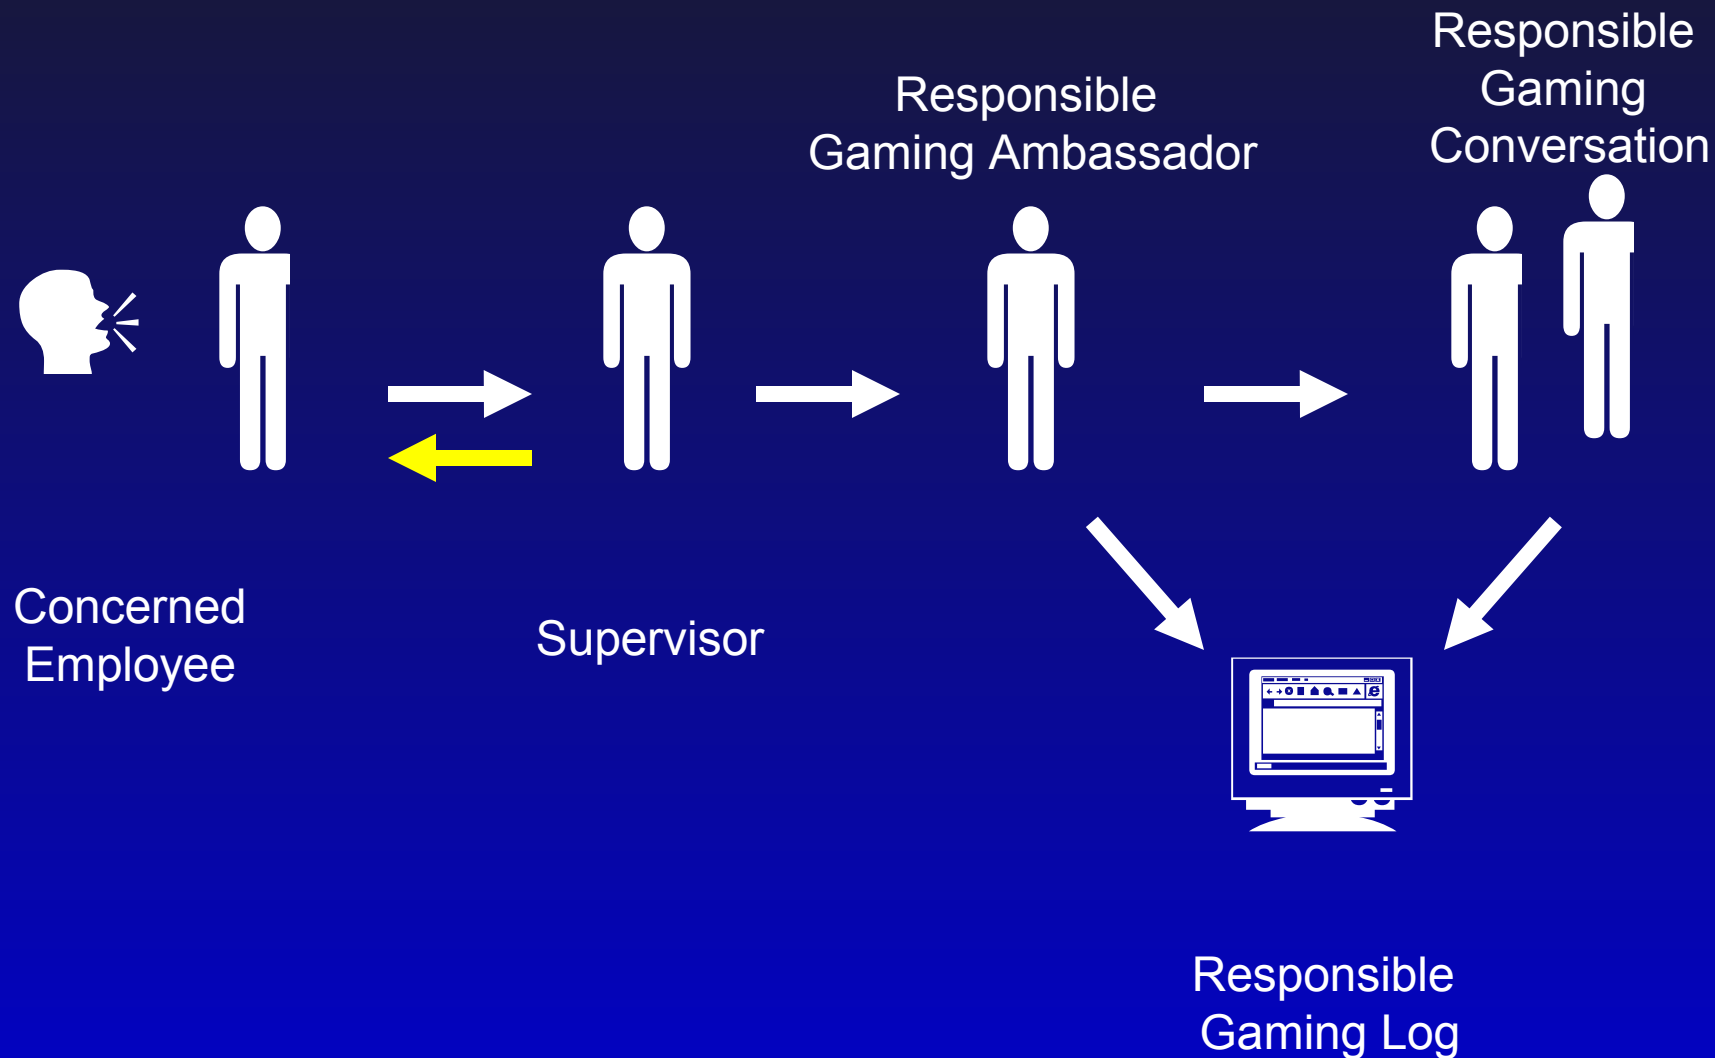 Responsible
Gaming
Conversation
Responsible
Gaming Ambassador
Concerned
Employee
Supervisor
Responsible
Gaming Log